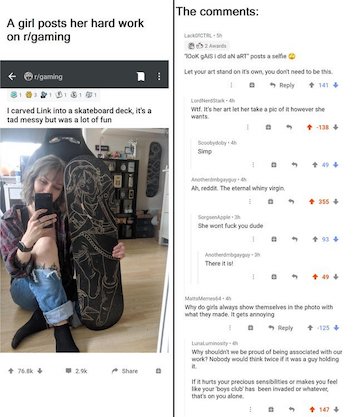 A girl posts her hard work
on r/gaming
r/gaming
I carved Link into a skateboard deck, it's a
tad messy but was a lot of fun
76.8k
2.9k
Share
The comments:
LackOfCTRL • 5h
2 Awards
"lOoK gAiS i dId aN aRT" posts a selfie 🙄
Let your art stand on it's own, you don't need to be this.
Reply
141
LordNerdStark • 4h
Wtf. It's her art let her take a pic of it however she
wants.
-138
Scoobydoby • 4h
Simp
49
Anotherdmbgayguy • 4h
Ah, reddit. The eternal whiny virgin.
355
SorgsenApple • 3h
She wont fuck you dude
93
Anotherdmbgayguy • 3h
There it is!
49
MattsMemes64 • 4h
Why do girls always show themselves in the photo with
what they made. It gets annoying
Reply
-125
LunaLuminosity • 4h
Why shouldn't we be proud of being associated with our
work? Nobody would think twice if it was a guy holding
it.
If it hurts your precious sensibilities or makes you feel
like your 'boys club' has been invaded or whatever,
that's on you alone.
147